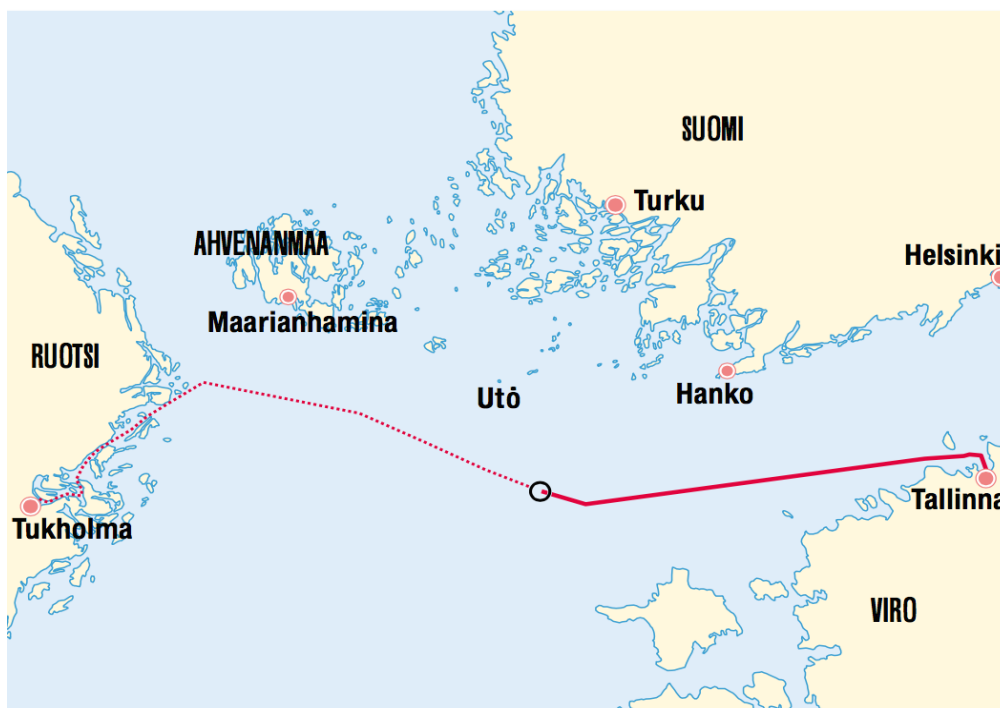 SUOMI
Turku
AHVENANMAA
Helsinki
Maarianhamina
RUOTSI
Utö
Hanko
Tallinna
Tukholma
VIRO